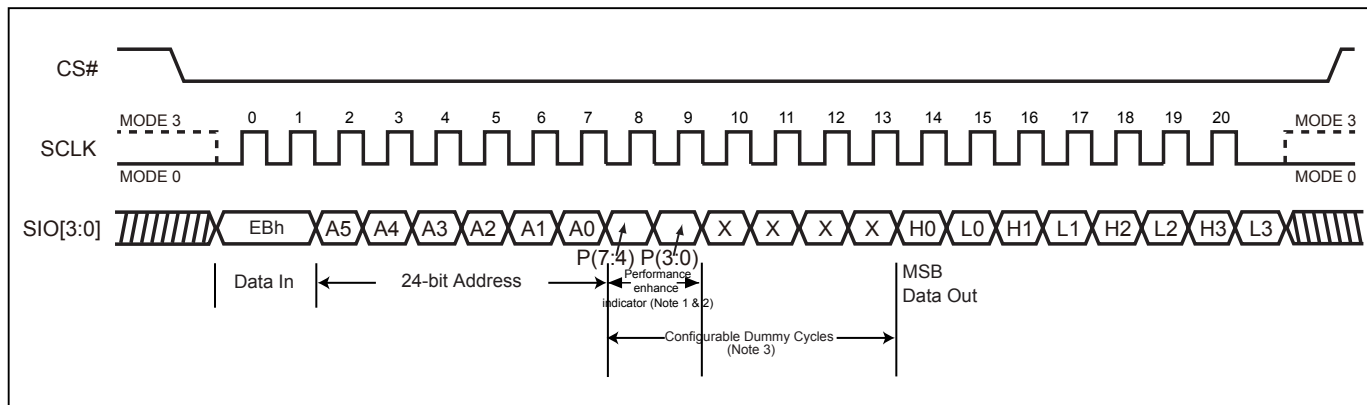 CS#
MODE 3
0 1 2 3 4 5 6 7 8 9 10 11 12 13 14 15 16 17 18 19 20
MODE 3
SCLK
MODE 0
MODE 0
SIO[3:0]
EBh A5 A4 A3 A2 A1 A0 X X X X H0 L0 H1 L1 H2 L2 H3 L3
P(7:4) P(3:0)
Data In
24-bit Address
Performance
enhance
indicator (Note 1 & 2)
MSB
Data Out
Configurable Dummy Cycles
(Note 3)